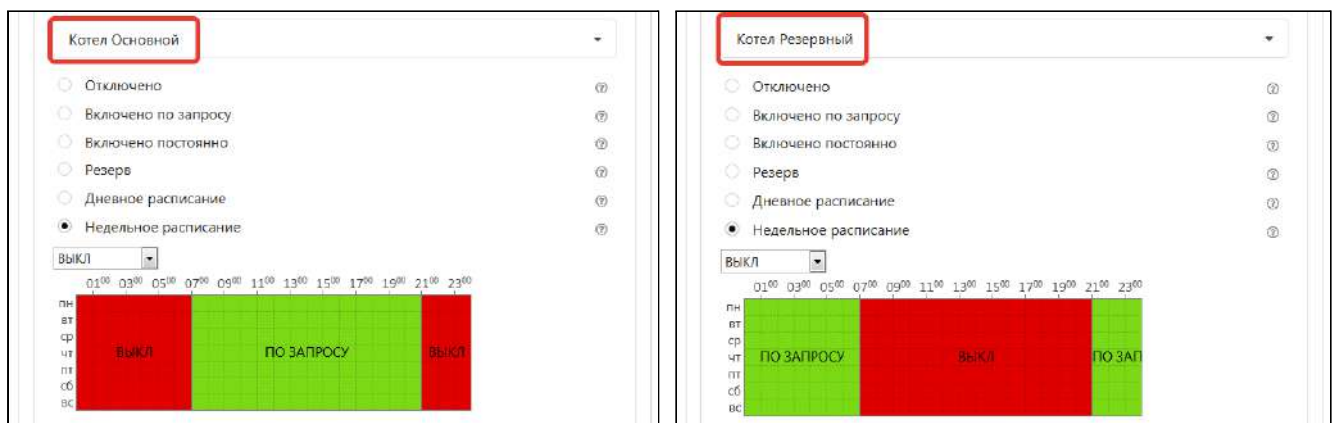 Котел Основной
Отключено
Включено по запросу
Включено постоянно
Резерв
Дневное расписание
Недельное расписание
ВЫКЛ
01⁰⁰ 03⁰⁰ 05⁰⁰ 07⁰⁰ 09⁰⁰ 11⁰⁰ 13⁰⁰ 15⁰⁰ 17⁰⁰ 19⁰⁰ 21⁰⁰ 23⁰⁰
пн
вт
ср
чт
пт
сб
вс
ВЫКЛ ПО ЗАПРОСУ ВЫКЛ
Котел Резервный
Отключено
Включено по запросу
Включено постоянно
Резерв
Дневное расписание
Недельное расписание
ВЫКЛ
01⁰⁰ 03⁰⁰ 05⁰⁰ 07⁰⁰ 09⁰⁰ 11⁰⁰ 13⁰⁰ 15⁰⁰ 17⁰⁰ 19⁰⁰ 21⁰⁰ 23⁰⁰
пн
вт
ср
чт
пт
сб
вс
ПО ЗАПРОСУ ВЫКЛ ПО ЗАП